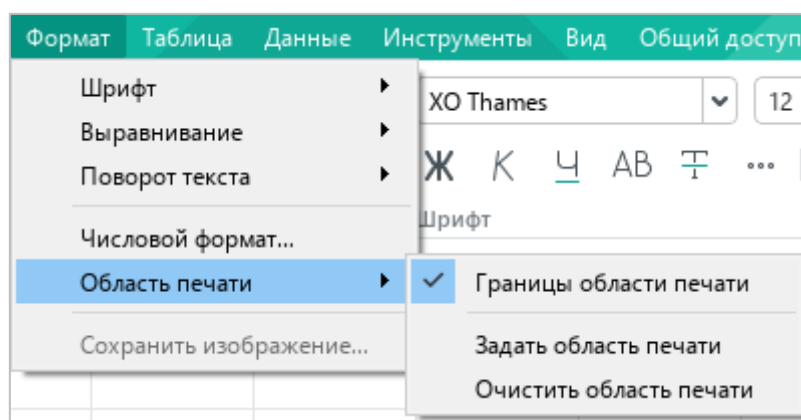 Формат Таблица Данные Инструменты Вид Общий доступ
Шрифт
XO Thames 12
Выравнивание
Ж К Ч АВ Т ...
Поворот текста
Шрифт
Числовой формат...
Область печати
Границы области печати
Сохранить изображение...
Задать область печати
Очистить область печати